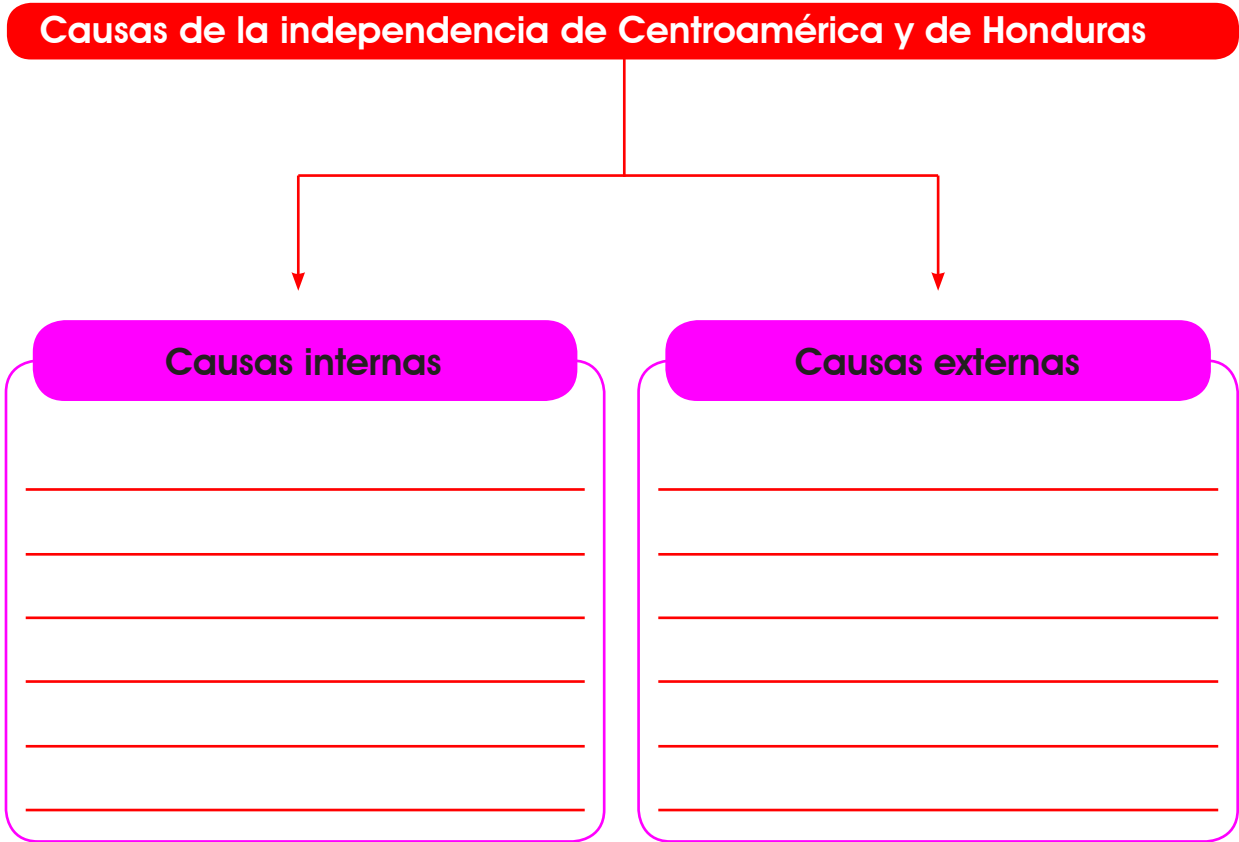 Causas de la independencia de Centroamérica y de Honduras
Causas internas
Causas externas